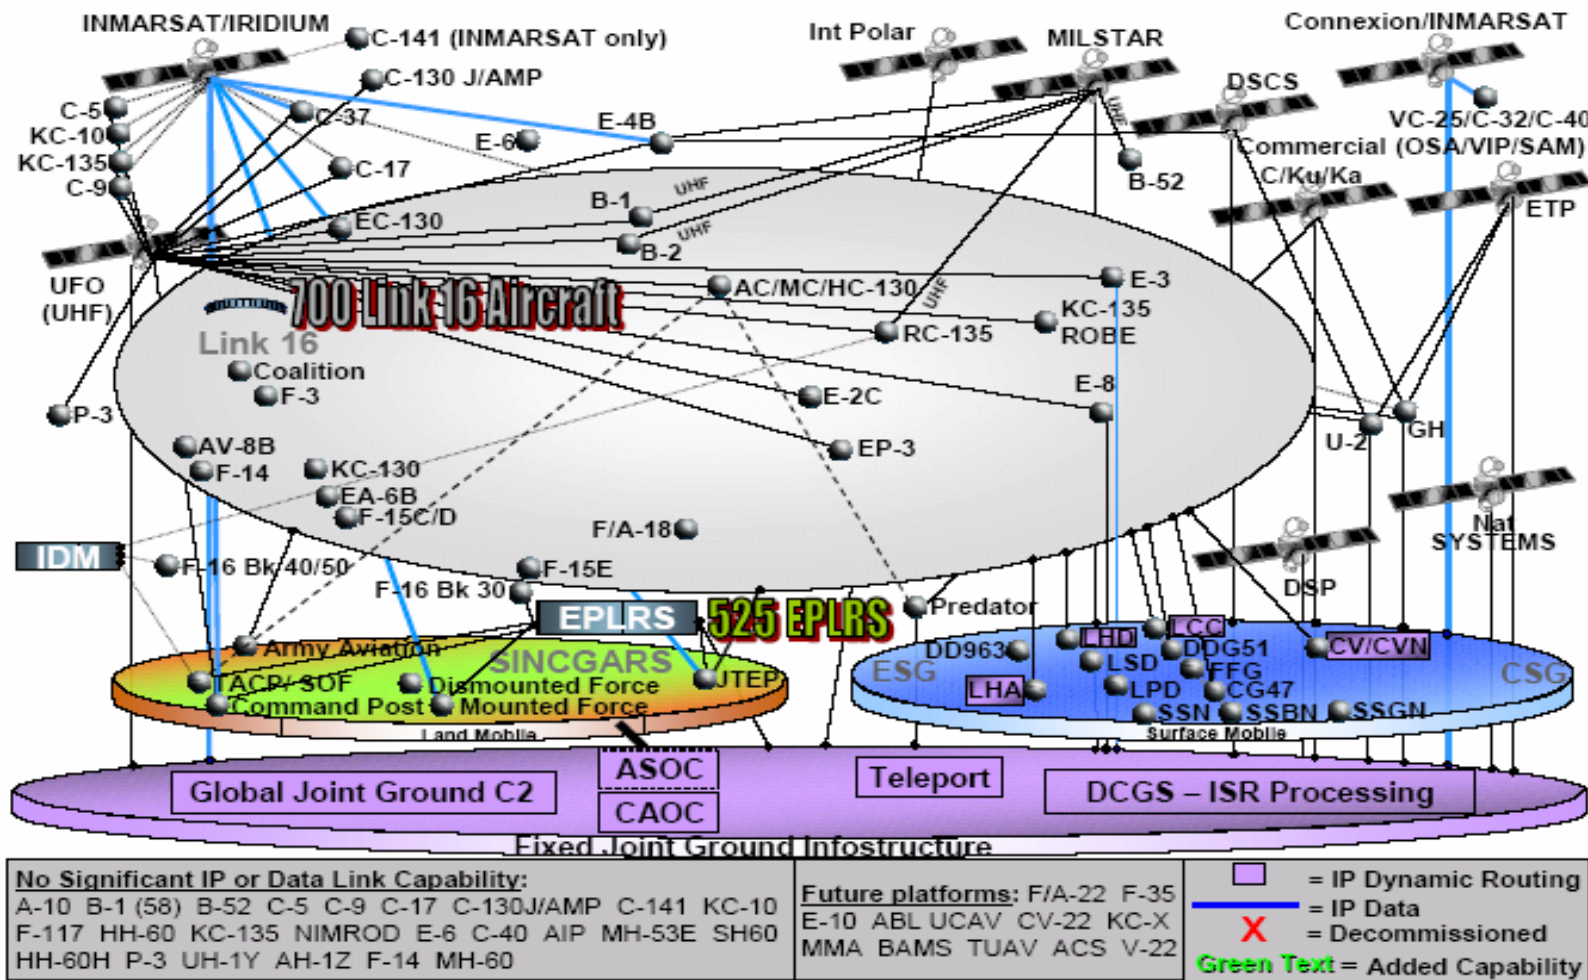 INMARSAT/IRIDIUM
C-141 (INMARSAT only)
Int Polar
MILSTAR
Connexion/INMARSAT
C-130 J/AMP
DSCS
C-5
C-37
E-4B
UHF
VC-25/C-32/C-40
KC-10
E-6
Commercial (OSA/VIP/SAM)
KC-135
C-17
B-52
C/Ku/Ka
C-9
UHF
B-1
ETP
EC-130
UHF
B-2
UFO
(UHF)
AC/MC/HC-130
E-3
UHF
KC-135
ROBE
700 Link 16 Aircraft
RC-135
Link 16
Coalition
F-3
E-2C
E-8
P-3
GH
U-2
AV-8B
EP-3
F-14
KC-130
EA-6B
F-15C/D
F/A-18
Nat
SYSTEMS
IDM
F-16 Bk 40/50
F-15E
DSP
F-16 Bk 30
EPLRS
525 EPLRS
Predator
Army Aviation
SINCGARS
DD963
LHD
LCC
DDG51
CV/CVN
ESG
LSD
FFG
CSG
TACP/ SOF
Dismounted Force
JTEP
LHA
LPD
CG47
Command Post
Mounted Force
SSN
SSBN
SSGN
Land Mobile
Surface Mobile
Global Joint Ground C2
ASOC
CAOC
Teleport
DCGS – ISR Processing
Fixed Joint Ground Infostructure
No Significant IP or Data Link Capability:
A-10 B-1 (58) B-52 C-5 C-9 C-17 C-130J/AMP C-141 KC-10
F-117 HH-60 KC-135 NIMROD E-6 C-40 AIP MH-53E SH60
HH-60H P-3 UH-1Y AH-1Z F-14 MH-60
Future platforms: F/A-22 F-35
E-10 ABL UCAV CV-22 KC-X
MMA BAMS TUAV ACS V-22
= IP Dynamic Routing
= IP Data
X = Decommissioned
Green Text = Added Capability